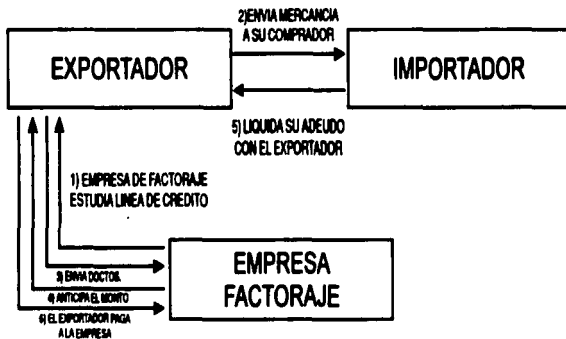 2)ENVIA MERCANCIA
A SU COMPRADOR
EXPORTADOR
IMPORTADOR
5) LIQUIDA SU ADEUDO
CON EL EXPORTADOR
1) EMPRESA DE FACTORAJE
ESTUDIA LINEA DE CREDITO
EMPRESA
FACTORAJE
3) ENVIA DOCTOS.
4) ANTICIPA EL MONTO
6) EL EXPORTADOR PAGA
A LA EMPRESA